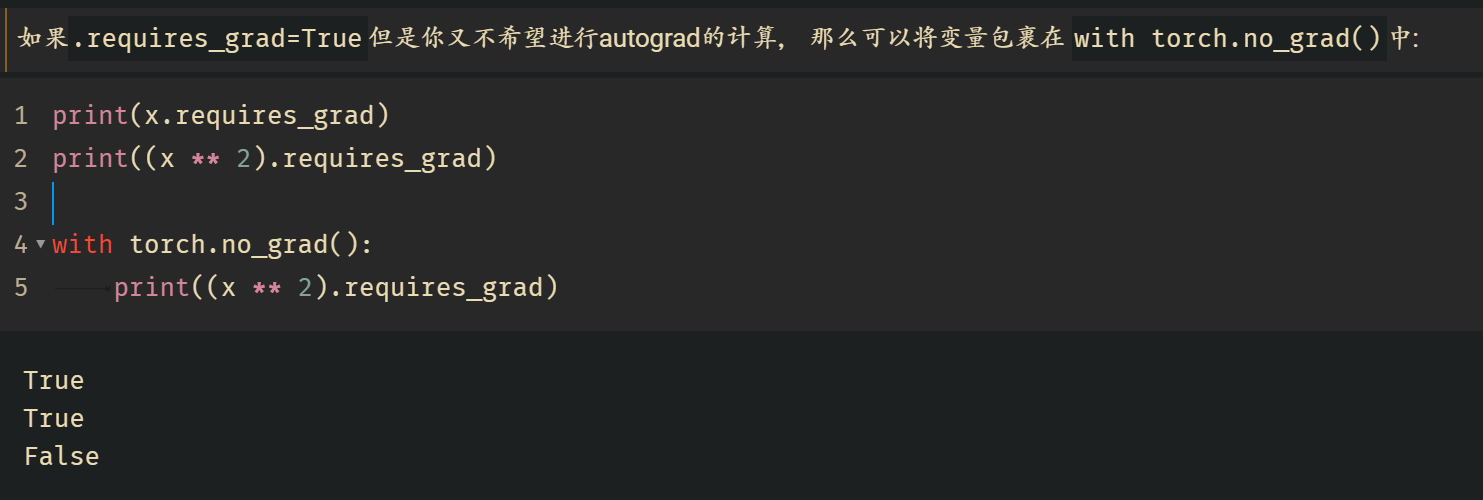 如果.requires_grad=True但是你又不希望进行autograd的计算， 那么可以将变量包裹在 with torch.no_grad()中:
1 print(x.requires_grad)
2 print((x ** 2).requires_grad)
3
4 with torch.no_grad():
5     print((x ** 2).requires_grad)
True
True
False